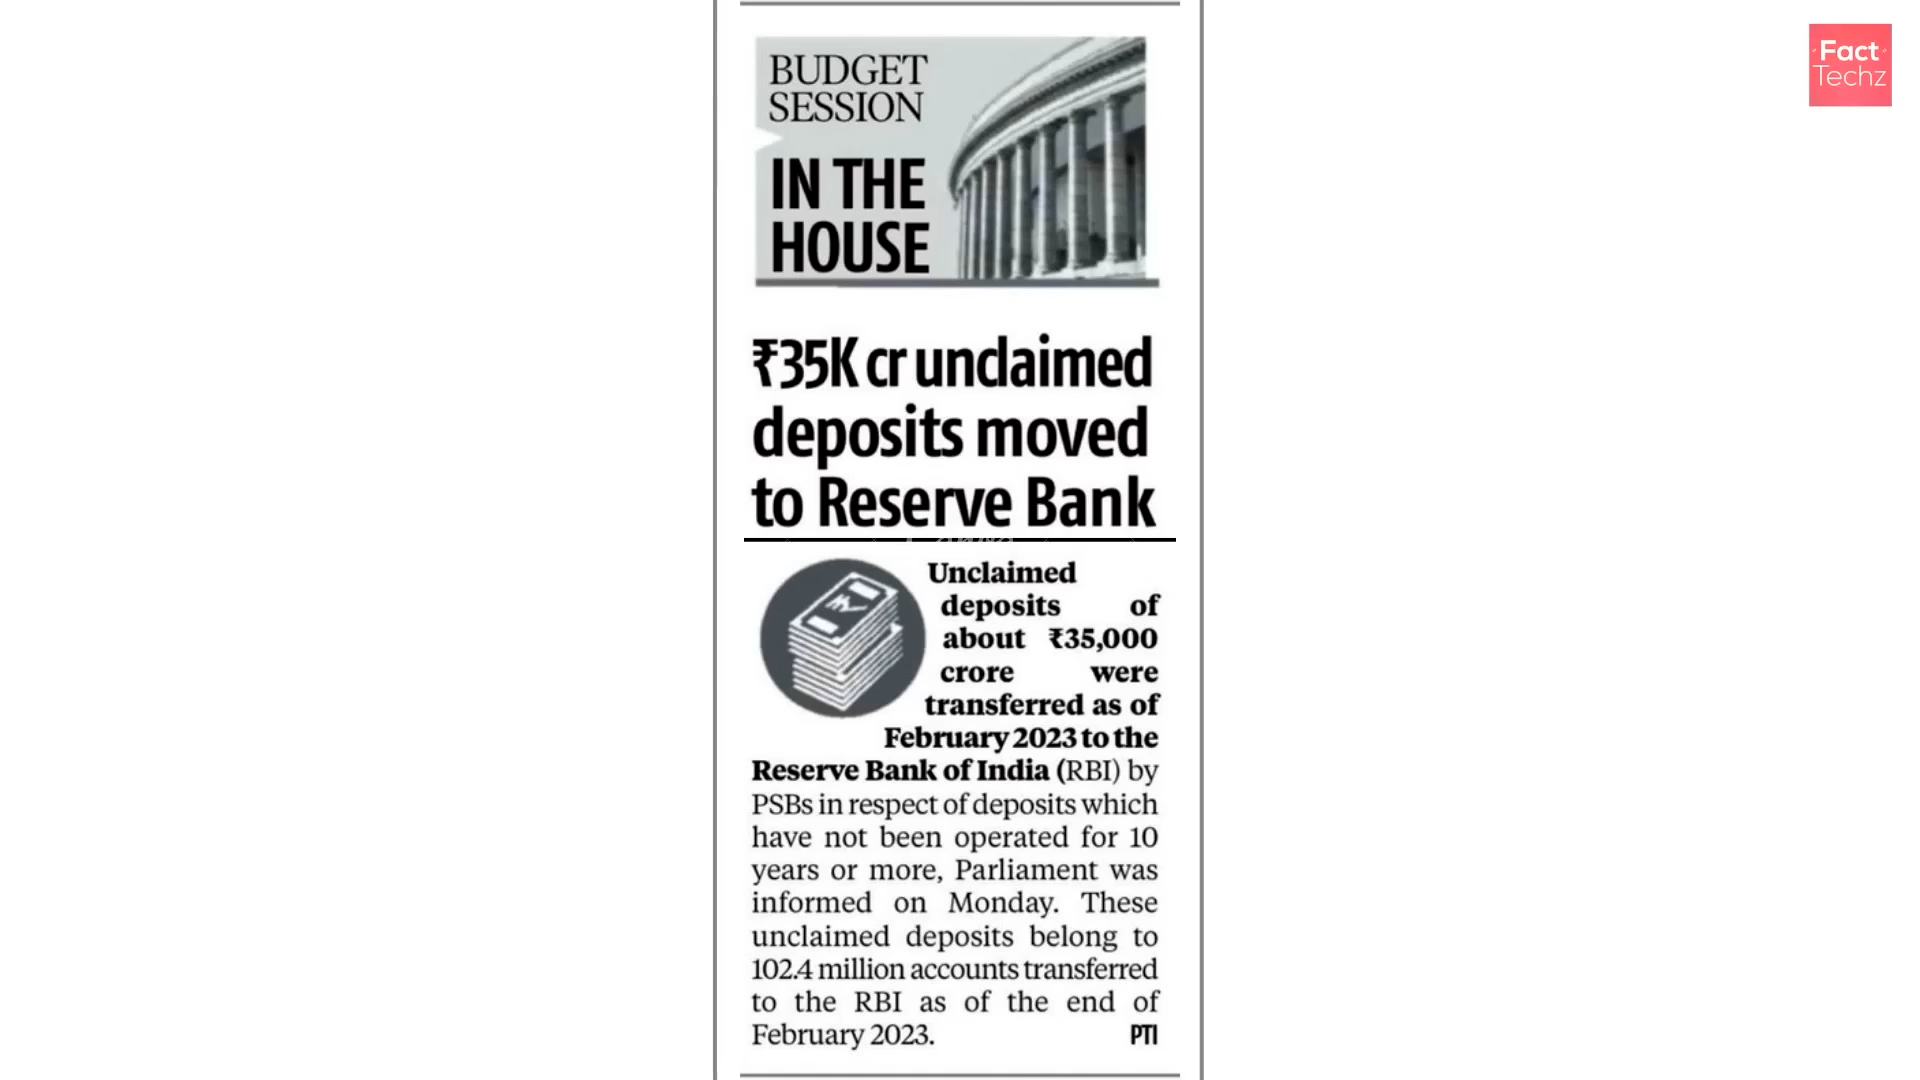 Fact
Techz
BUDGET
SESSION
IN THE
HOUSE
₹35K cr unclaimed
deposits moved
to Reserve Bank
Unclaimed
deposits of
about ₹35,000
crore were
transferred as of
February 2023 to the
Reserve Bank of India (RBI) by
PSBs in respect of deposits which
have not been operated for 10
years or more, Parliament was
informed on Monday. These
unclaimed deposits belong to
102.4 million accounts transferred
to the RBI as of the end of
February 2023. PTI